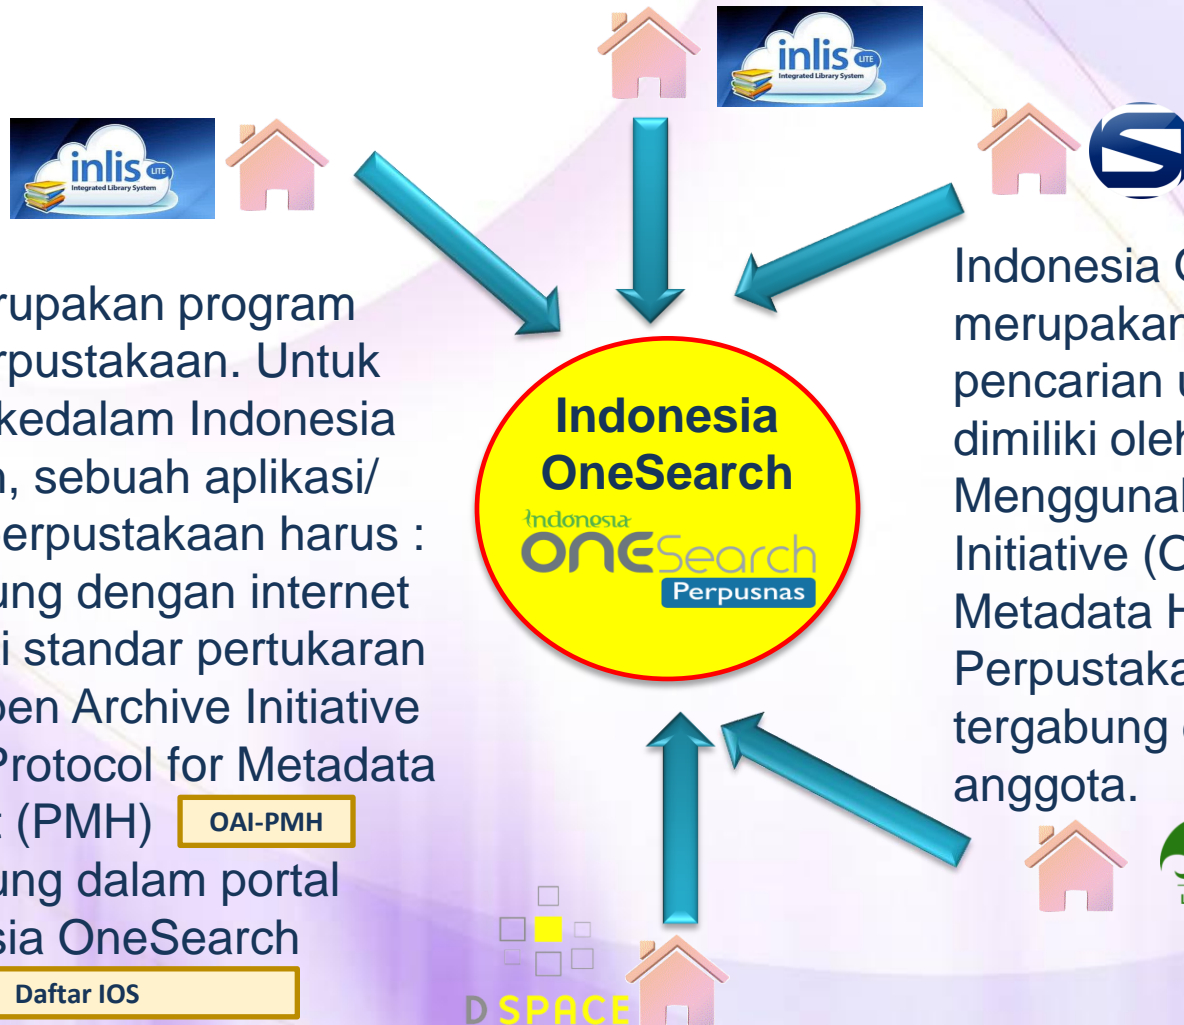 inlis LITE
Integrated Library System
inlis LITE
Integrated Library System
S
rupakan program
rpustakaan. Untuk
kedalam Indonesia
, sebuah aplikasi/
erpustakaan harus :
ung dengan internet
i standar pertukaran
en Archive Initiative
Protocol for Metadata
(PMH)
OAI-PMH
ung dalam portal
sia OneSearch
Daftar IOS
Indonesia
OneSearch
Indonesia
ONESearch
Perpusnas
Indonesia
merupakan
pencarian
dimiliki oleh
Menggunak
Initiative (O
Metadata H
Perpustaka
tergabung
anggota.
D SPACE